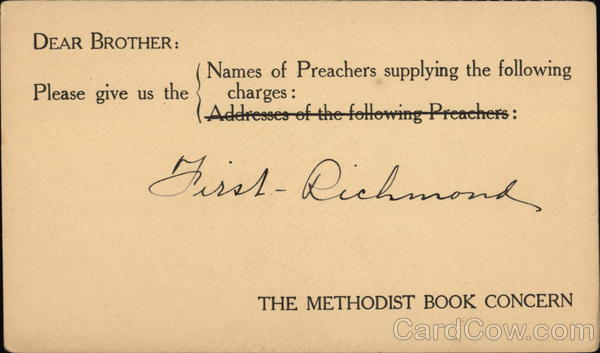 DEAR BROTHER:
Please give us the { Names of Preachers supplying the following
charges:
Addresses of the following Preachers:
First - Richmond
THE METHODIST BOOK CONCERN
CardCow.com